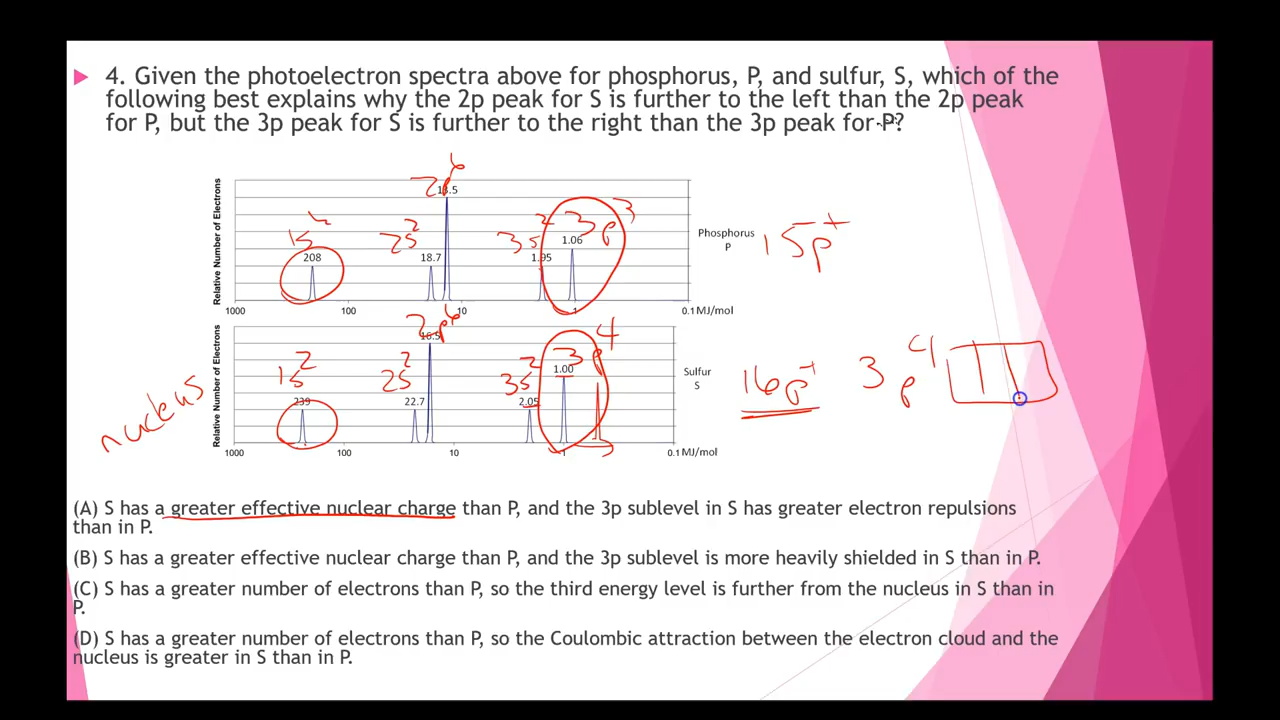 4. Given the photoelectron spectra above for phosphorus, P, and sulfur, S, which of the
following best explains why the 2p peak for S is further to the left than the 2p peak
for P, but the 3p peak for S is further to the right than the 3p peak for P?
Relative Number of Electrons
1s²
208
2s²
18.7
2p⁶
13.5
3s²
1.95
3p³
1.06
Phosphorus
P
15p⁺
1000
100
10
1
0.1 MJ/mol
nucleus
Relative Number of Electrons
1s²
239
2s²
22.7
2p⁶
16.5
3s²
2.05
3p⁴
1.00
Sulfur
S
16p⁺
3p⁴
1000
100
10
1
0.1 MJ/mol
(A) S has a greater effective nuclear charge than P, and the 3p sublevel in S has greater electron repulsions
than in P.
(B) S has a greater effective nuclear charge than P, and the 3p sublevel is more heavily shielded in S than in P.
(C) S has a greater number of electrons than P, so the third energy level is further from the nucleus in S than in
P.
(D) S has a greater number of electrons than P, so the Coulombic attraction between the electron cloud and the
nucleus is greater in S than in P.